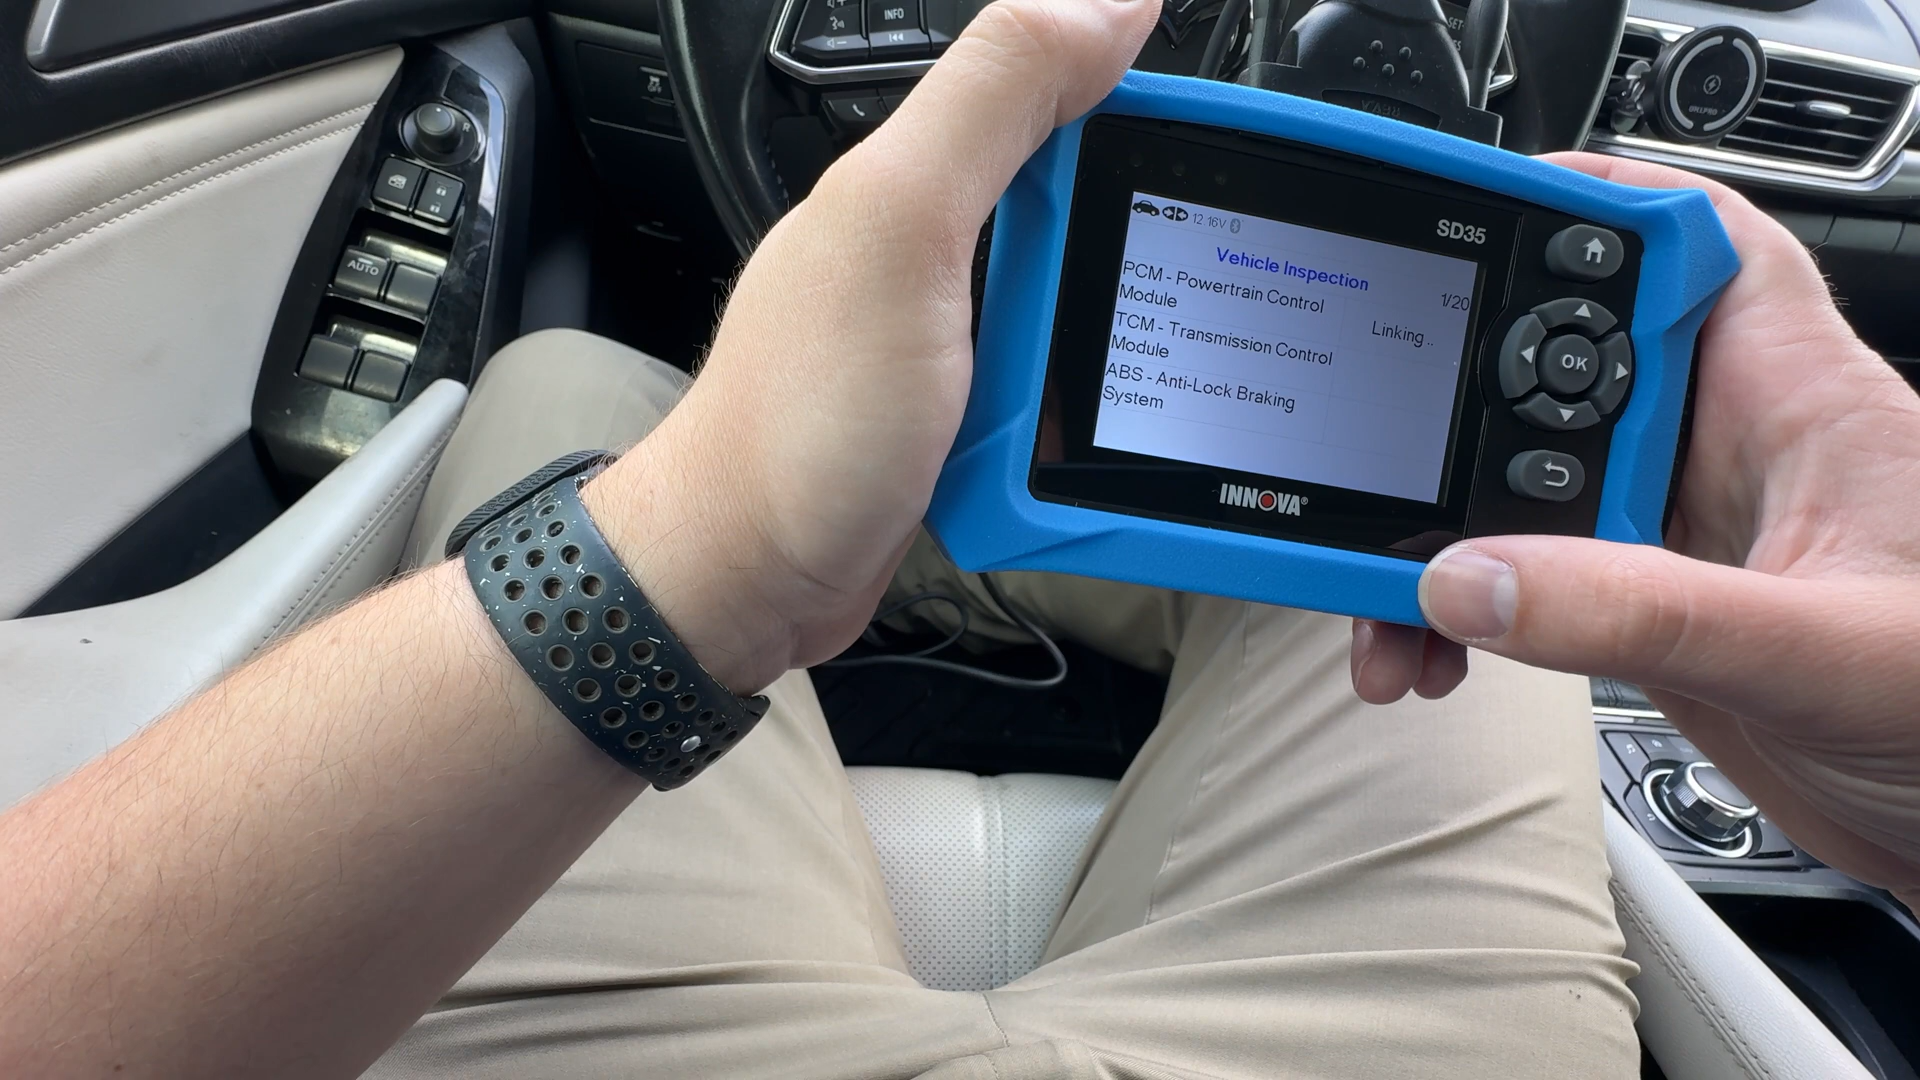 INFO
R
AUTO
12.16V
SD35
Vehicle Inspection
1/20
PCM - Powertrain Control
Module
Linking..
TCM - Transmission Control
Module
ABS - Anti-Lock Braking
System
OK
INNOVA®